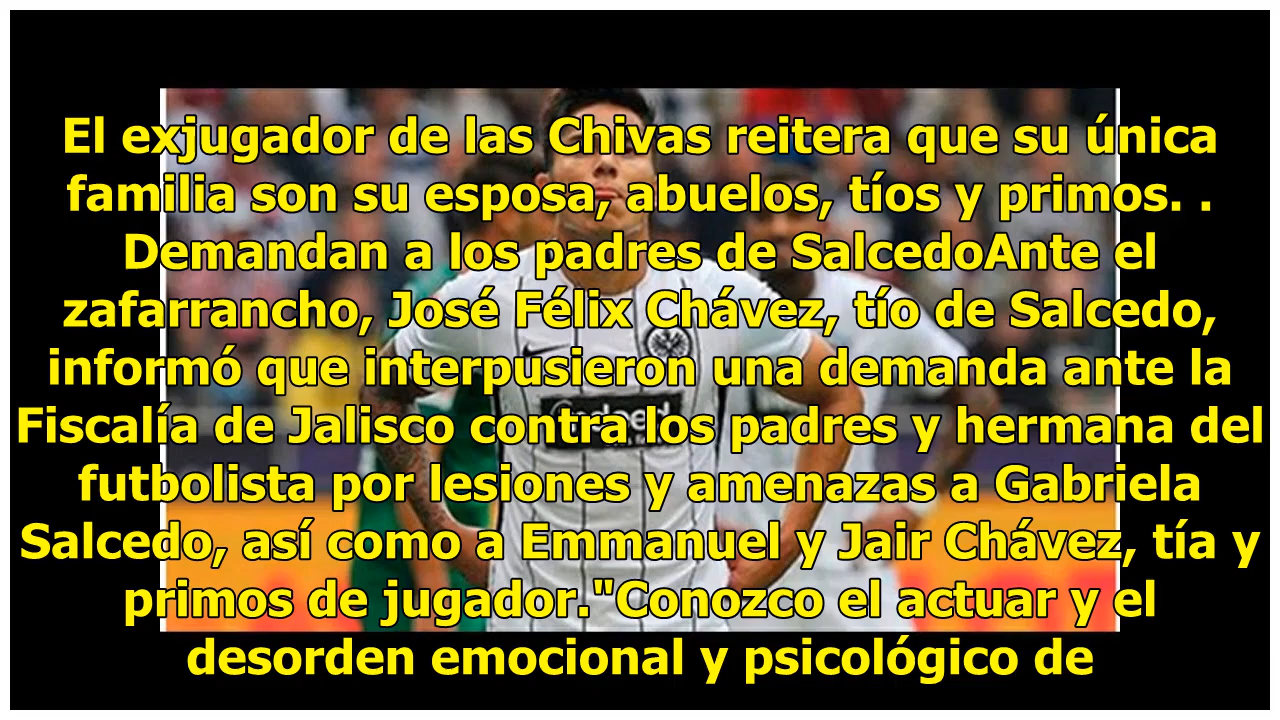 El exjugador de las Chivas reitera que su única
familia son su esposa, abuelos, tíos y primos. .
Demandan a los padres de SalcedoAnte el
zafarrancho, José Félix Chávez, tío de Salcedo,
informó que interpusieron una demanda ante la
Fiscalía de Jalisco contra los padres y hermana del
futbolista por lesiones y amenazas a Gabriela
Salcedo, así como a Emmanuel y Jair Chávez, tía y
primos de jugador."Conozco el actuar y el
desorden emocional y psicológico de